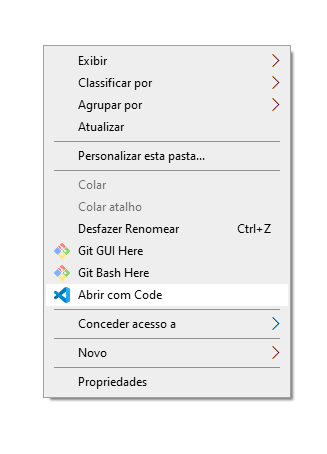 Exibir
Classificar por
Agrupar por
Atualizar
Personalizar esta pasta...
Colar
Colar atalho
Desfazer Renomear Ctrl+Z
Git GUI Here
Git Bash Here
Abrir com Code
Conceder acesso a
Novo
Propriedades